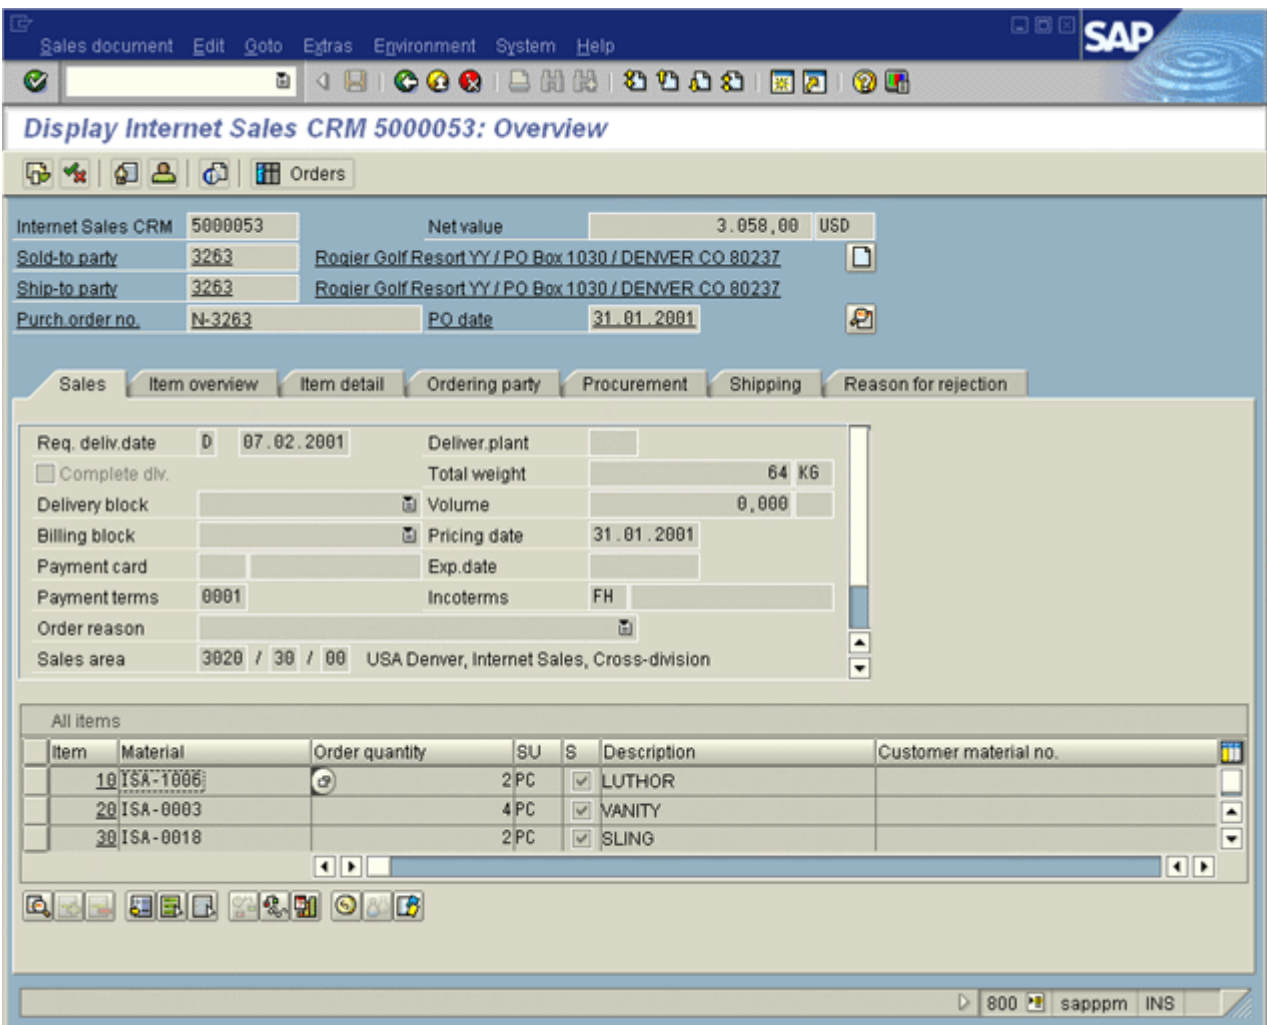 Sales document Edit Goto Extras Environment System Help
SAP
Display Internet Sales CRM 5000053: Overview
Orders
Internet Sales CRM 5000053 Net value 3.058,00 USD
Sold-to party 3263 Rogier Golf Resort YY / PO Box 1030 / DENVER CO 80237
Ship-to party 3263 Rogier Golf Resort YY / PO Box 1030 / DENVER CO 80237
Purch.order no. N-3263 PO date 31.01.2001
Sales Item overview Item detail Ordering party Procurement Shipping Reason for rejection
Req. deliv.date D 07.02.2001 Deliver.plant
Complete dlv. Total weight 64 KG
Delivery block Volume 0,000
Billing block Pricing date 31.01.2001
Payment card Exp.date
Payment terms 0001 Incoterms FH
Order reason
Sales area 3020 / 30 / 00 USA Denver, Internet Sales, Cross-division
All items
Item Material Order quantity SU S Description Customer material no.
10 ISA-1006 2 PC LUTHOR
20 ISA-0003 4 PC VANITY
30 ISA-0018 2 PC SLING
800 sapppm INS